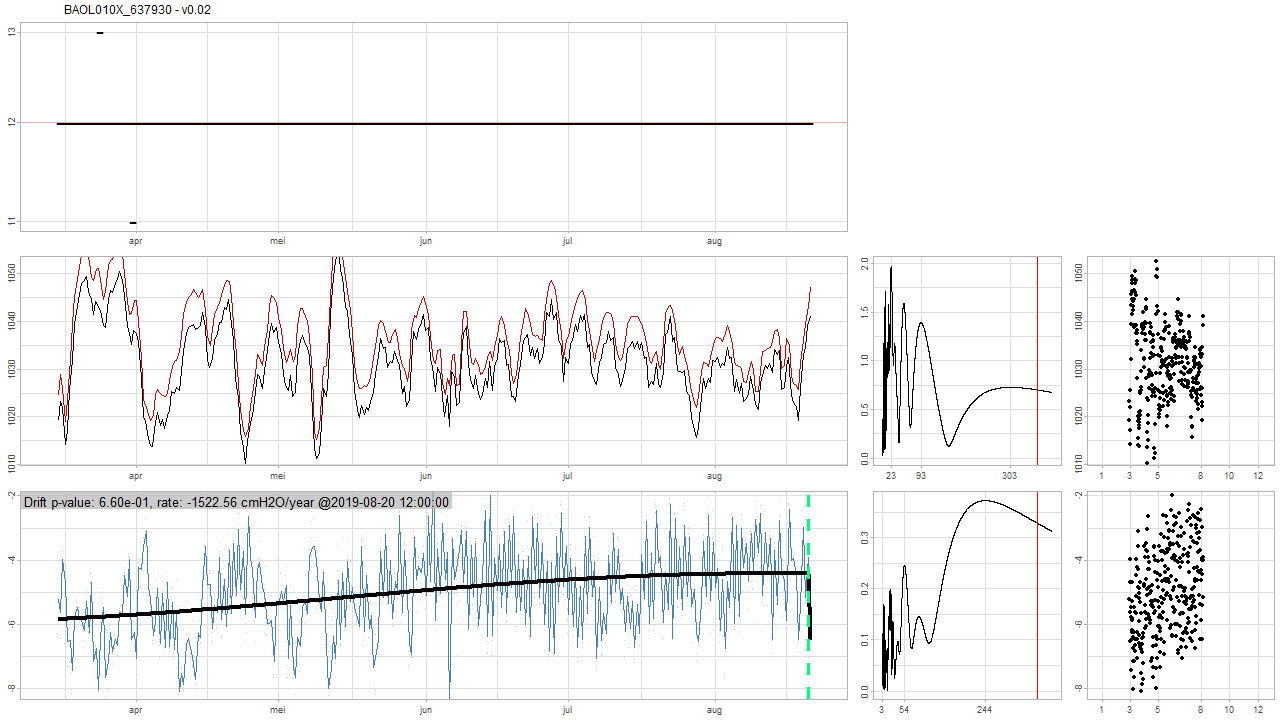 BAOL010X_637930 - v0.02
13
12
11
apr
mei
jun
jul
aug
1050
1040
1030
1020
1010
apr
mei
jun
jul
aug
2.0
1.5
1.0
0.5
0.0
23
93
303
1050
1040
1030
1020
1010
1
3
5
8
10
12
Drift p-value: 6.60e-01, rate: -1522.56 cmH2O/year @2019-08-20 12:00:00
-2
-4
-6
-8
apr
mei
jun
jul
aug
0.3
0.2
0.1
0.0
3
54
244
-2
-4
-6
-8
1
3
5
8
10
12